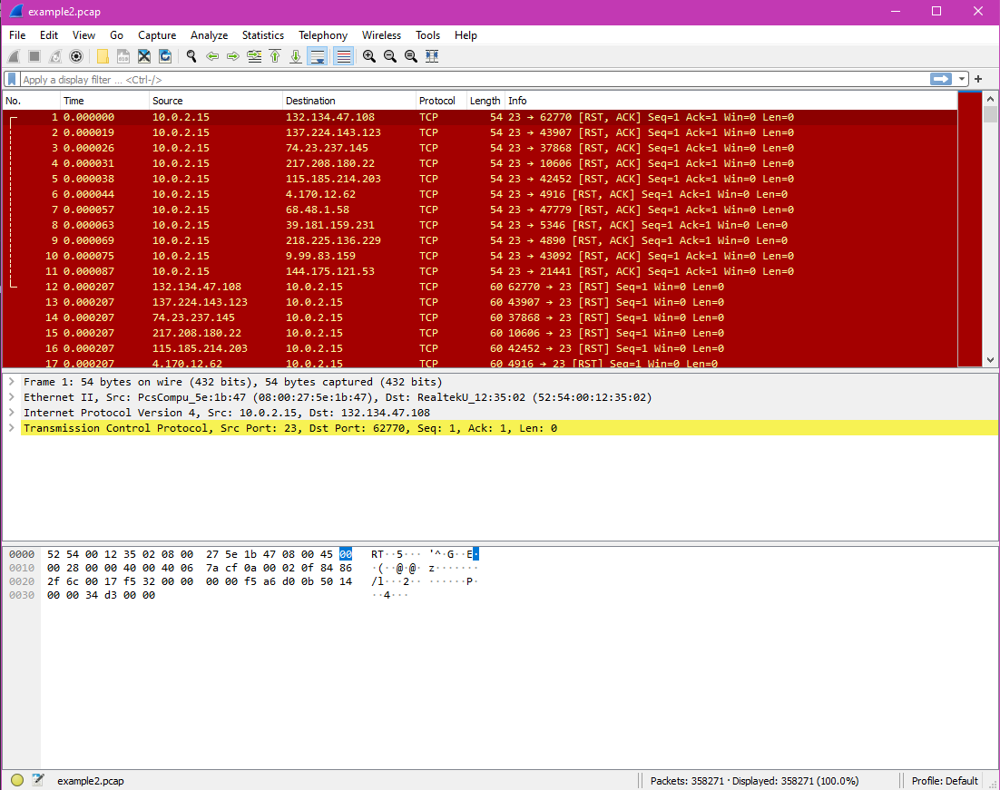 example2.pcap
File Edit View Go Capture Analyze Statistics Telephony Wireless Tools Help
Apply a display filter ... <Ctrl-/>
No. Time Source Destination Protocol Length Info
1 0.000000 10.0.2.15 132.134.47.108 TCP 54 23 → 62770 [RST, ACK] Seq=1 Ack=1 Win=0 Len=0
2 0.000019 10.0.2.15 137.224.143.123 TCP 54 23 → 43907 [RST, ACK] Seq=1 Ack=1 Win=0 Len=0
3 0.000026 10.0.2.15 74.23.237.145 TCP 54 23 → 37868 [RST, ACK] Seq=1 Ack=1 Win=0 Len=0
4 0.000031 10.0.2.15 217.208.180.22 TCP 54 23 → 10606 [RST, ACK] Seq=1 Ack=1 Win=0 Len=0
5 0.000038 10.0.2.15 115.185.214.203 TCP 54 23 → 42452 [RST, ACK] Seq=1 Ack=1 Win=0 Len=0
6 0.000044 10.0.2.15 4.170.12.62 TCP 54 23 → 4916 [RST, ACK] Seq=1 Ack=1 Win=0 Len=0
7 0.000057 10.0.2.15 68.48.1.58 TCP 54 23 → 47779 [RST, ACK] Seq=1 Ack=1 Win=0 Len=0
8 0.000063 10.0.2.15 39.181.159.231 TCP 54 23 → 5346 [RST, ACK] Seq=1 Ack=1 Win=0 Len=0
9 0.000069 10.0.2.15 218.225.136.229 TCP 54 23 → 4890 [RST, ACK] Seq=1 Ack=1 Win=0 Len=0
10 0.000075 10.0.2.15 9.99.83.159 TCP 54 23 → 43092 [RST, ACK] Seq=1 Ack=1 Win=0 Len=0
11 0.000087 10.0.2.15 144.175.121.53 TCP 54 23 → 21441 [RST, ACK] Seq=1 Ack=1 Win=0 Len=0
12 0.000207 132.134.47.108 10.0.2.15 TCP 60 62770 → 23 [RST] Seq=1 Win=0 Len=0
13 0.000207 137.224.143.123 10.0.2.15 TCP 60 43907 → 23 [RST] Seq=1 Win=0 Len=0
14 0.000207 74.23.237.145 10.0.2.15 TCP 60 37868 → 23 [RST] Seq=1 Win=0 Len=0
15 0.000207 217.208.180.22 10.0.2.15 TCP 60 10606 → 23 [RST] Seq=1 Win=0 Len=0
16 0.000207 115.185.214.203 10.0.2.15 TCP 60 42452 → 23 [RST] Seq=1 Win=0 Len=0
17 0.000207 4.170.12.62 10.0.2.15 TCP 60 4916 → 23 [RST] Seq=1 Win=0 Len=0
Frame 1: 54 bytes on wire (432 bits), 54 bytes captured (432 bits)
Ethernet II, Src: PcsCompu_5e:1b:47 (08:00:27:5e:1b:47), Dst: RealtekU_12:35:02 (52:54:00:12:35:02)
Internet Protocol Version 4, Src: 10.0.2.15, Dst: 132.134.47.108
Transmission Control Protocol, Src Port: 23, Dst Port: 62770, Seq: 1, Ack: 1, Len: 0
0000 52 54 00 12 35 02 08 00 27 5e 1b 47 08 00 45 00 RT··5··· '^·G··E·
0010 00 28 00 00 40 00 40 06 7a cf 0a 00 02 0f 84 86 ·(··@·@· z·······
0020 2f 6c 00 17 f5 32 00 00 00 00 f5 a6 d0 0b 50 14 /l···2·· ······P·
0030 00 00 34 d3 00 00 ··4···
example2.pcap Packets: 358271 · Displayed: 358271 (100.0%) Profile: Default